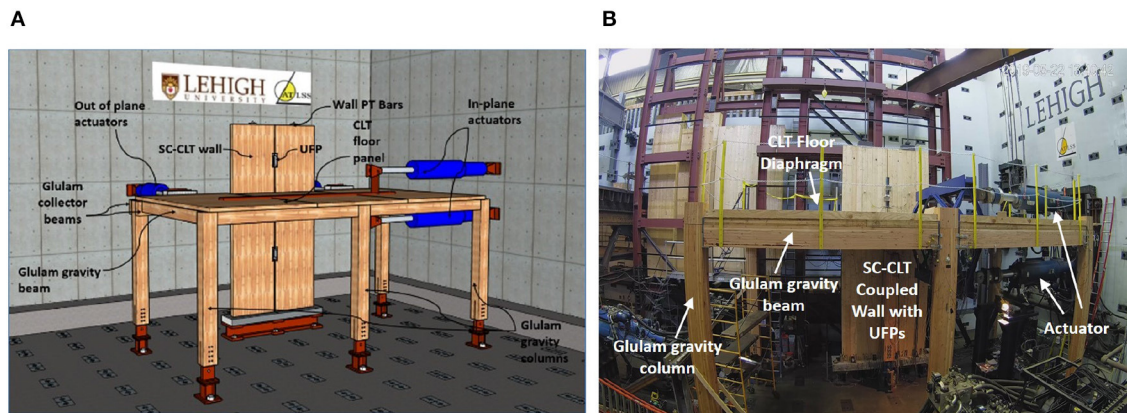 A
LEHIGH
UNIVERSITY
ATLSS
Out of plane
actuators
Wall PT Bars
CLT
floor
panel
In-plane
actuators
SC-CLT wall
UFP
Glulam
collector
beams
Glulam gravity
beam
Glulam
gravity
columns
B
LEHIGH
CLT Floor
Diaphragm
Glulam gravity
beam
SC-CLT
Coupled
Wall with
UFPs
Actuator
Glulam gravity
column